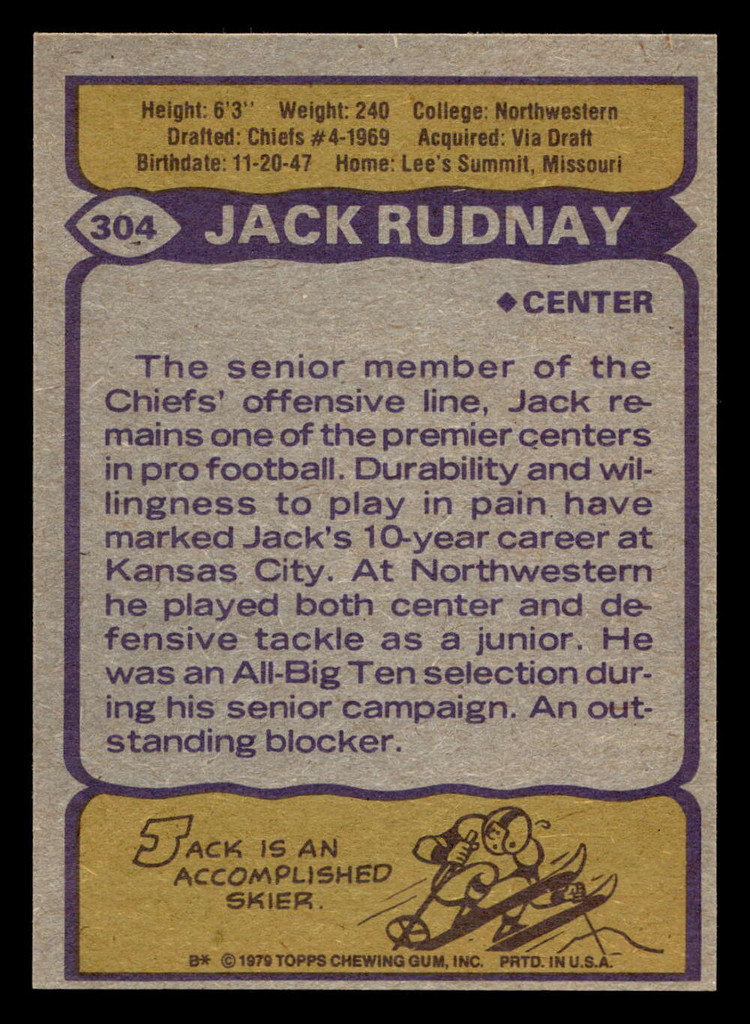 Height: 6'3" Weight: 240 College: Northwestern
Drafted: Chiefs #4-1969 Acquired: Via Draft
Birthdate: 11-20-47 Home: Lee's Summit, Missouri
304 JACK RUDNAY
◆CENTER
The senior member of the
Chiefs' offensive line, Jack re-
mains one of the premier centers
in pro football. Durability and wil-
lingness to play in pain have
marked Jack's 10-year career at
Kansas City. At Northwestern
he played both center and de-
fensive tackle as a junior. He
was an All-Big Ten selection dur-
ing his senior campaign. An out-
standing blocker.
JACK IS AN
ACCOMPLISHED
SKIER.
B* © 1979 TOPPS CHEWING GUM, INC. PRTD. IN U.S.A.